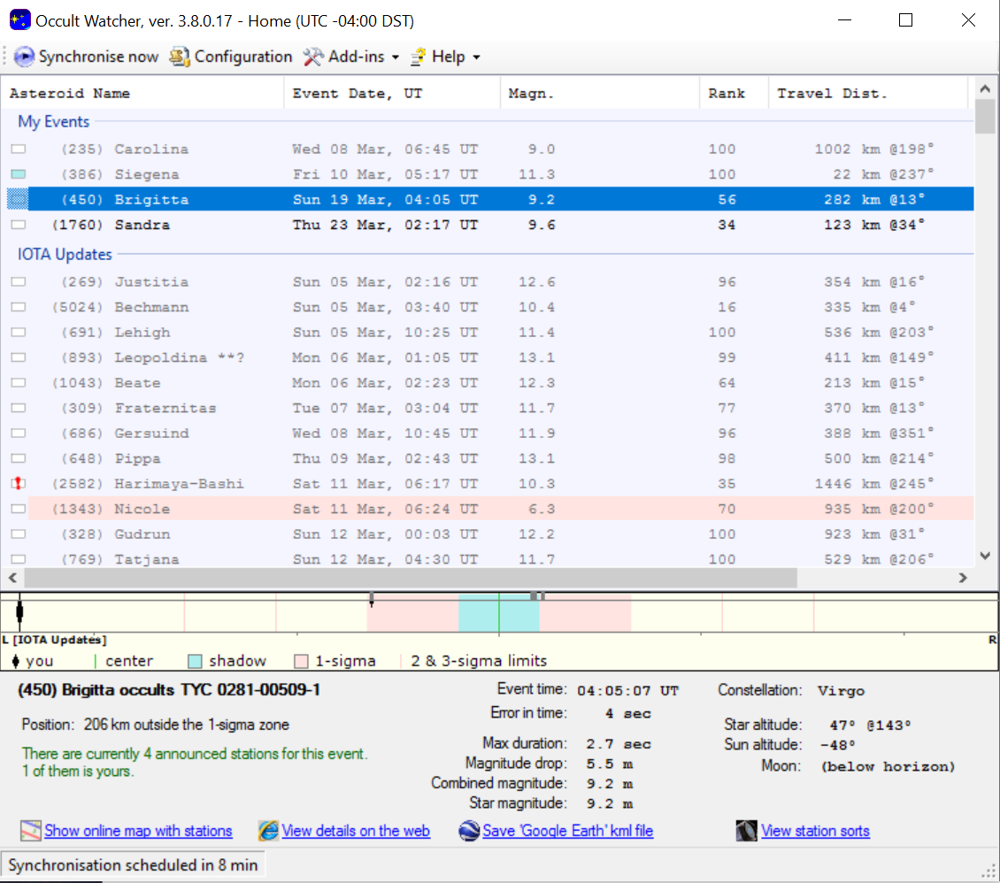 Occult Watcher, ver. 3.8.0.17 - Home (UTC -04:00 DST)
Synchronise now Configuration Add-ins Help
Asteroid Name Event Date, UT Magn. Rank Travel Dist.
My Events
(235) Carolina Wed 08 Mar, 06:45 UT 9.0 100 1002 km @198°
(386) Siegena Fri 10 Mar, 05:17 UT 11.3 100 22 km @237°
(450) Brigitta Sun 19 Mar, 04:05 UT 9.2 56 282 km @13°
(1760) Sandra Thu 23 Mar, 02:17 UT 9.6 34 123 km @34°
IOTA Updates
(269) Justitia Sun 05 Mar, 02:16 UT 12.6 96 354 km @16°
(5024) Bechmann Sun 05 Mar, 03:40 UT 10.4 16 335 km @4°
(691) Lehigh Sun 05 Mar, 10:25 UT 11.4 100 536 km @203°
(893) Leopoldina **? Mon 06 Mar, 01:05 UT 13.1 99 411 km @149°
(1043) Beate Mon 06 Mar, 02:23 UT 12.3 64 213 km @15°
(309) Fraternitas Tue 07 Mar, 03:04 UT 11.7 77 370 km @13°
(686) Gersuind Wed 08 Mar, 10:45 UT 11.9 96 388 km @351°
(648) Pippa Thu 09 Mar, 02:43 UT 13.1 98 500 km @214°
(2582) Harimaya-Bashi Sat 11 Mar, 06:17 UT 10.3 35 1446 km @245°
(1343) Nicole Sat 11 Mar, 06:24 UT 6.3 70 935 km @200°
(328) Gudrun Sun 12 Mar, 00:03 UT 12.2 100 923 km @31°
(769) Tatjana Sun 12 Mar, 04:30 UT 11.7 100 529 km @206°
L [IOTA Updates] R
you center shadow 1-sigma 2 & 3-sigma limits
(450) Brigitta occults TYC 0281-00509-1
Position: 206 km outside the 1-sigma zone
There are currently 4 announced stations for this event.
1 of them is yours.
Event time: 04:05:07 UT
Error in time: 4 sec
Max duration: 2.7 sec
Magnitude drop: 5.5 m
Combined magnitude: 9.2 m
Star magnitude: 9.2 m
Constellation: Virgo
Star altitude: 47° @143°
Sun altitude: -48°
Moon: (below horizon)
Show online map with stations View details on the web Save 'Google Earth' kml file View station sorts
Synchronisation scheduled in 8 min